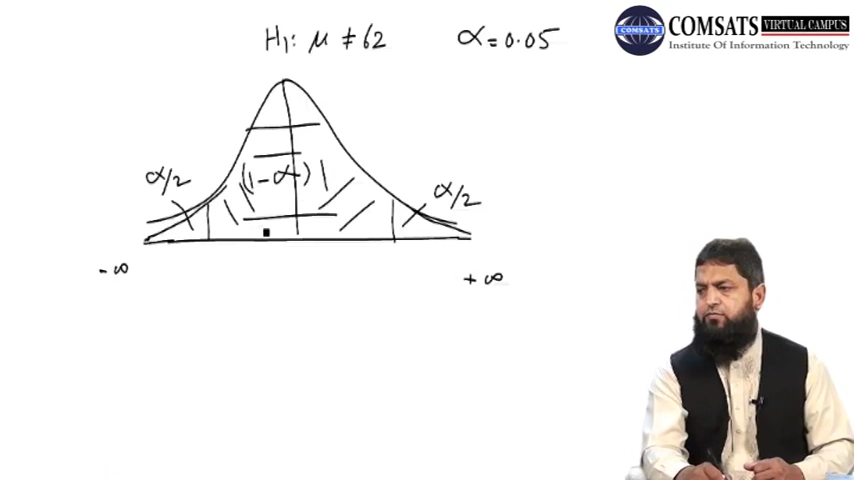 H₁: μ ≠ 62 α = 0.05
COMSATS VIRTUAL CAMPUS
Institute Of Information Technology
COMSATS
α/2
(1-α)
α/2
- ∞
+ ∞